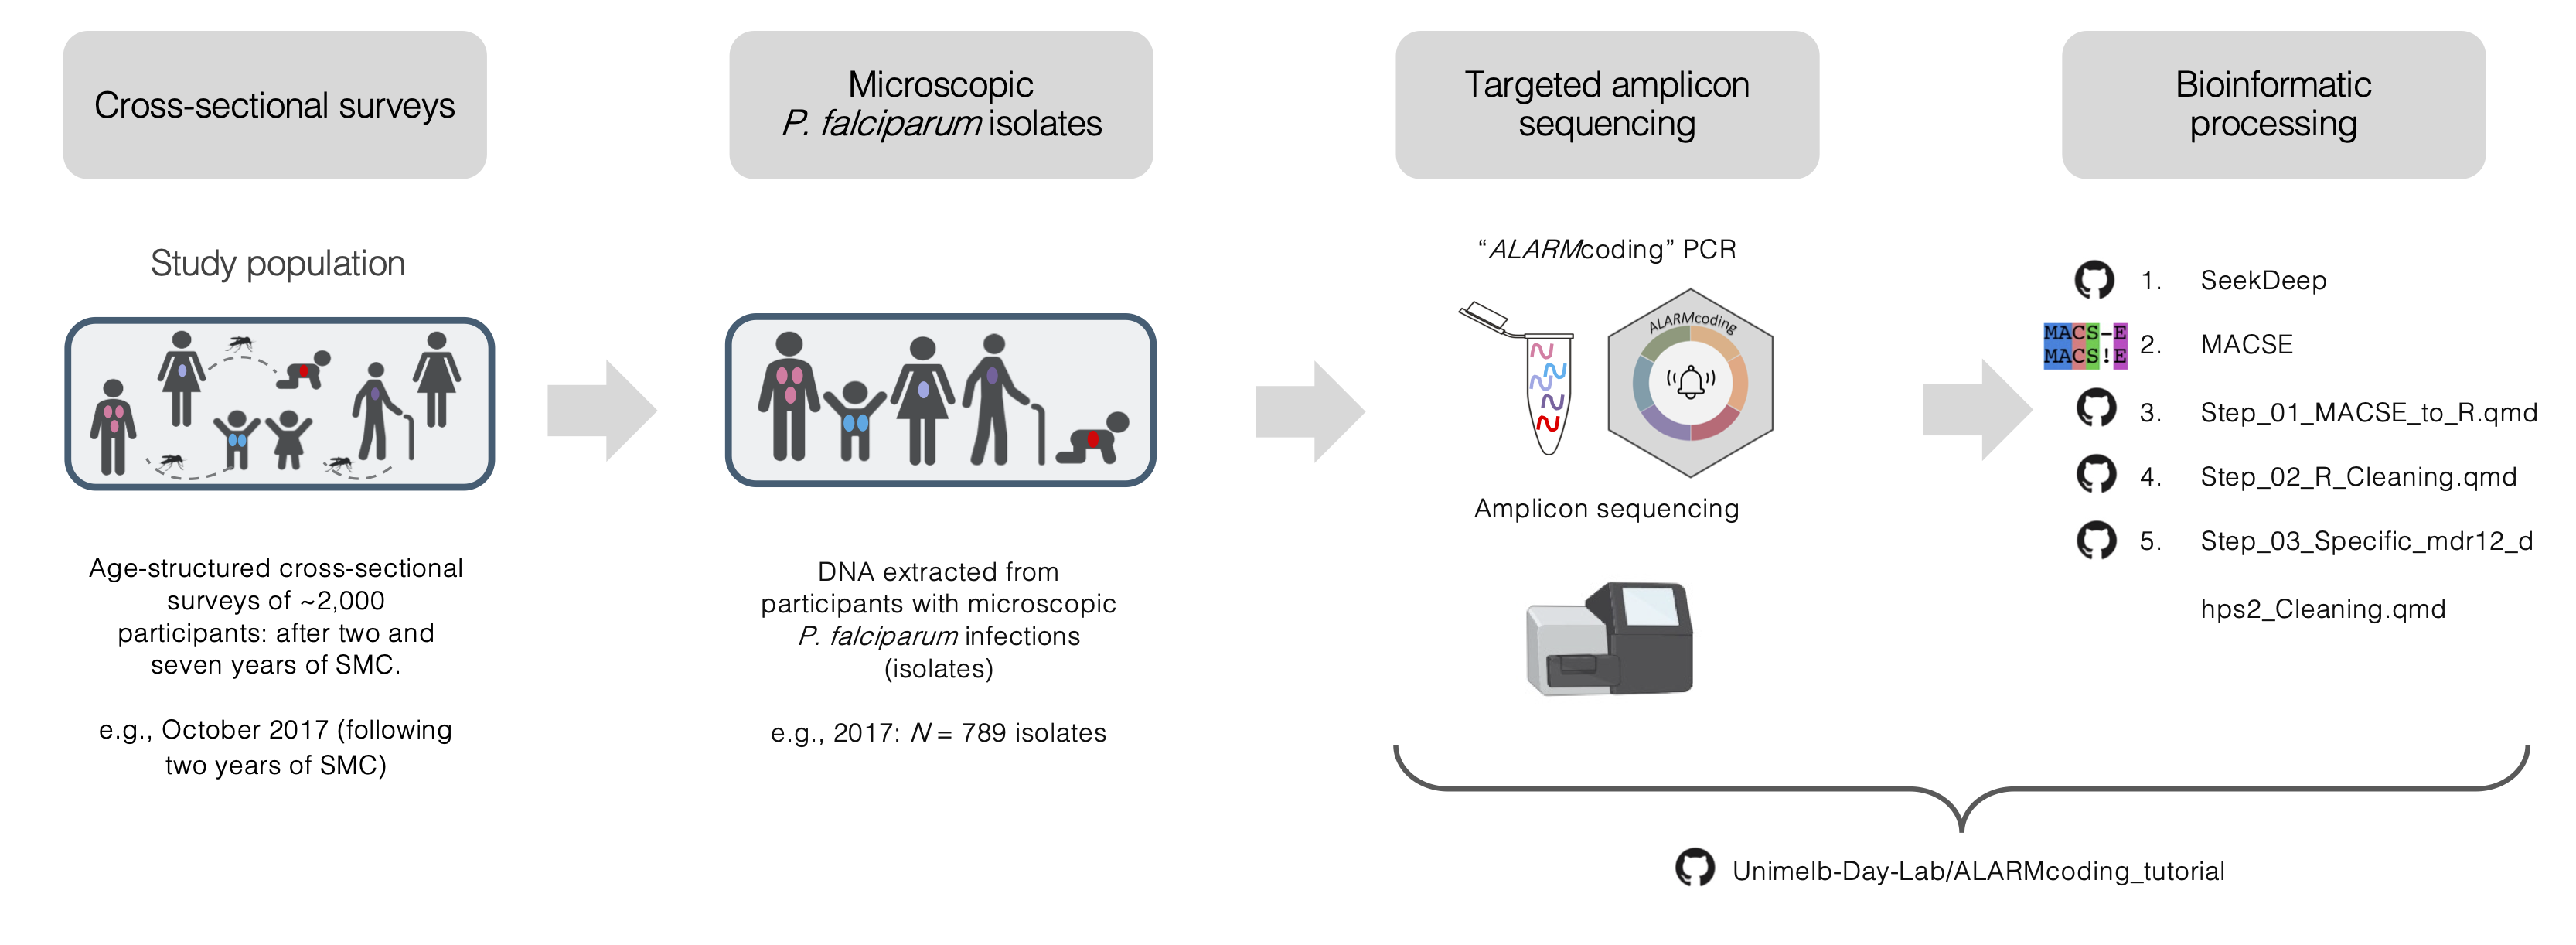 Cross-sectional surveys
Study population
Age-structured cross-sectional
surveys of ~2,000
participants: after two and
seven years of SMC.
e.g., October 2017 (following
two years of SMC)
Microscopic
P. falciparum isolates
DNA extracted from
participants with microscopic
P. falciparum infections
(isolates)
e.g., 2017: N = 789 isolates
Targeted amplicon
sequencing
“ALARMcoding” PCR
ALARMcoding
Amplicon sequencing
Bioinformatic
processing
1. SeekDeep
MACS-E
MACS!E
2. MACSE
3. Step_01_MACSE_to_R.qmd
4. Step_02_R_Cleaning.qmd
5. Step_03_Specific_mdr12_d
hps2_Cleaning.qmd
Unimelb-Day-Lab/ALARMcoding_tutorial